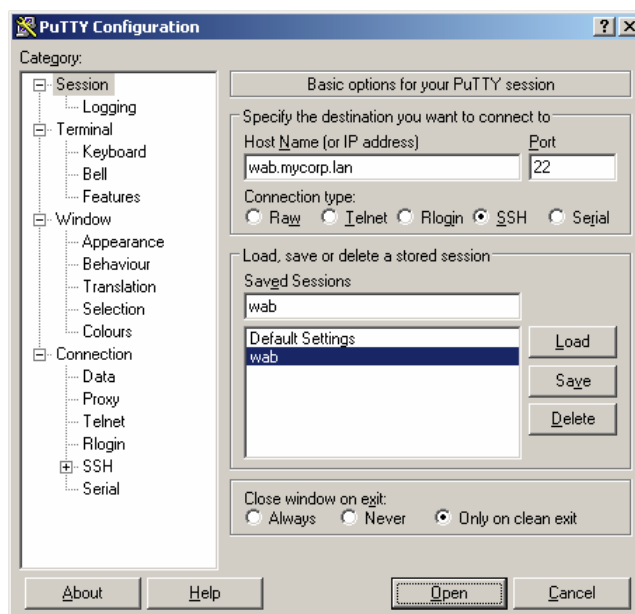 PuTTY Configuration
Category:
Session
Logging
Terminal
Keyboard
Bell
Features
Window
Appearance
Behaviour
Translation
Selection
Colours
Connection
Data
Proxy
Telnet
Rlogin
SSH
Serial
Basic options for your PuTTY session
Specify the destination you want to connect to
Host Name (or IP address) Port
wab.mycorp.lan 22
Connection type:
Raw Telnet Rlogin SSH Serial
Load, save or delete a stored session
Saved Sessions
wab
Default Settings
wab
Load
Save
Delete
Close window on exit:
Always Never Only on clean exit
About Help Open Cancel